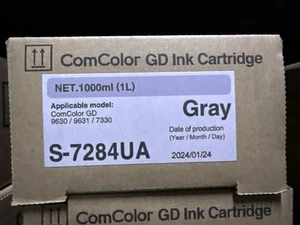 ComColor GD Ink Cartridge
NET.1000ml (1L)
Applicable model:
ComColor GD
9630 / 9631 / 7330
Gray
Date of production
(Year / Month / Day)
S-7284UA
2024/01/24
ComColor GD Ink Cartridge